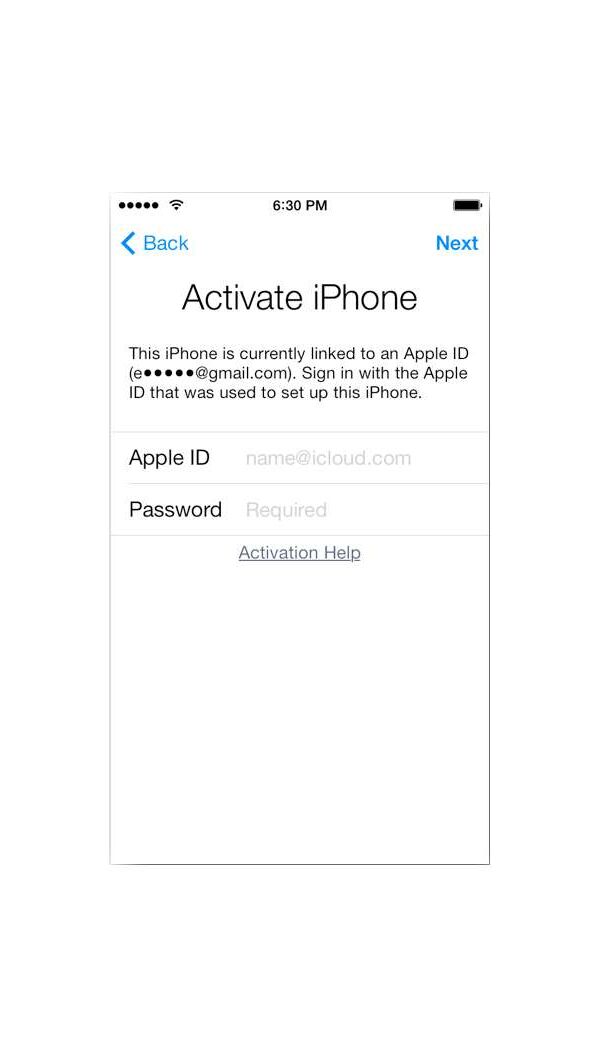 6:30 PM
Back Next
Activate iPhone
This iPhone is currently linked to an Apple ID
(e●●●●●@gmail.com). Sign in with the Apple
ID that was used to set up this iPhone.
Apple ID name@icloud.com
Password Required
Activation Help